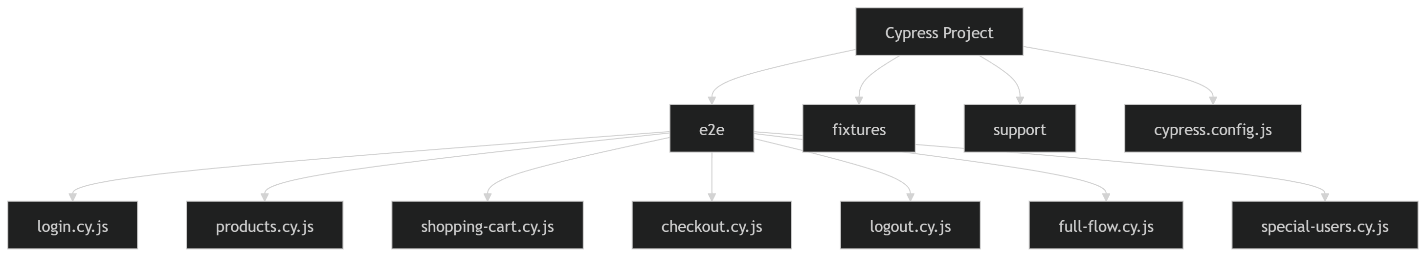 Cypress Project
e2e
fixtures
support
cypress.config.js
login.cy.js
products.cy.js
shopping-cart.cy.js
checkout.cy.js
logout.cy.js
full-flow.cy.js
special-users.cy.js